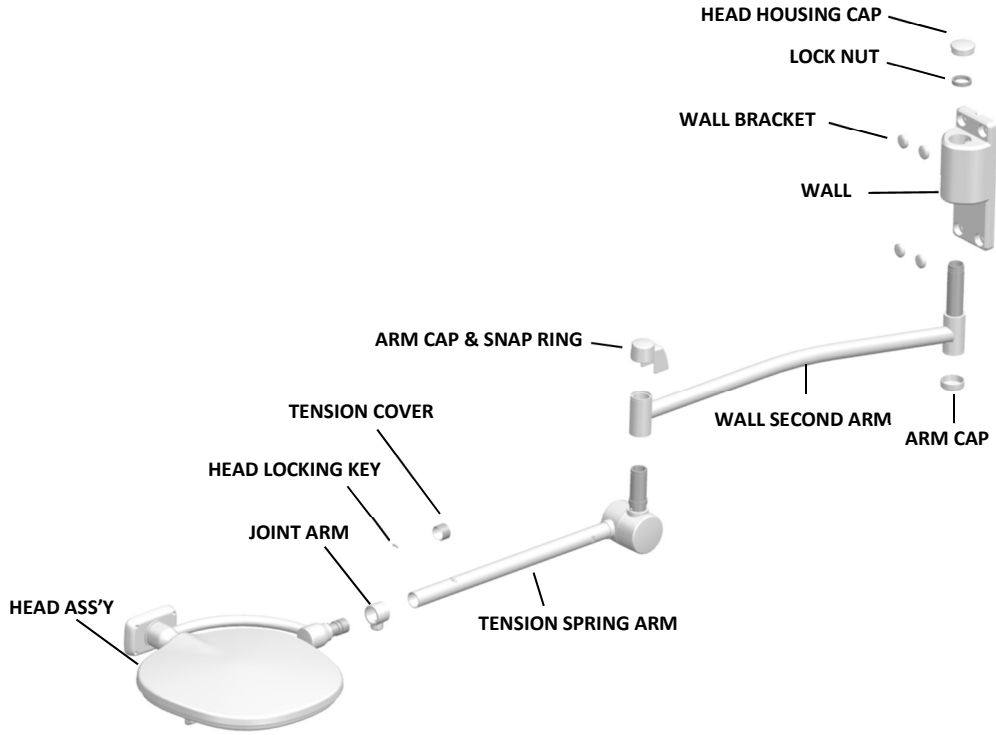 HEAD HOUSING CAP
LOCK NUT
WALL BRACKET
WALL
ARM CAP & SNAP RING
WALL SECOND ARM
ARM CAP
TENSION COVER
HEAD LOCKING KEY
JOINT ARM
HEAD ASS'Y
TENSION SPRING ARM